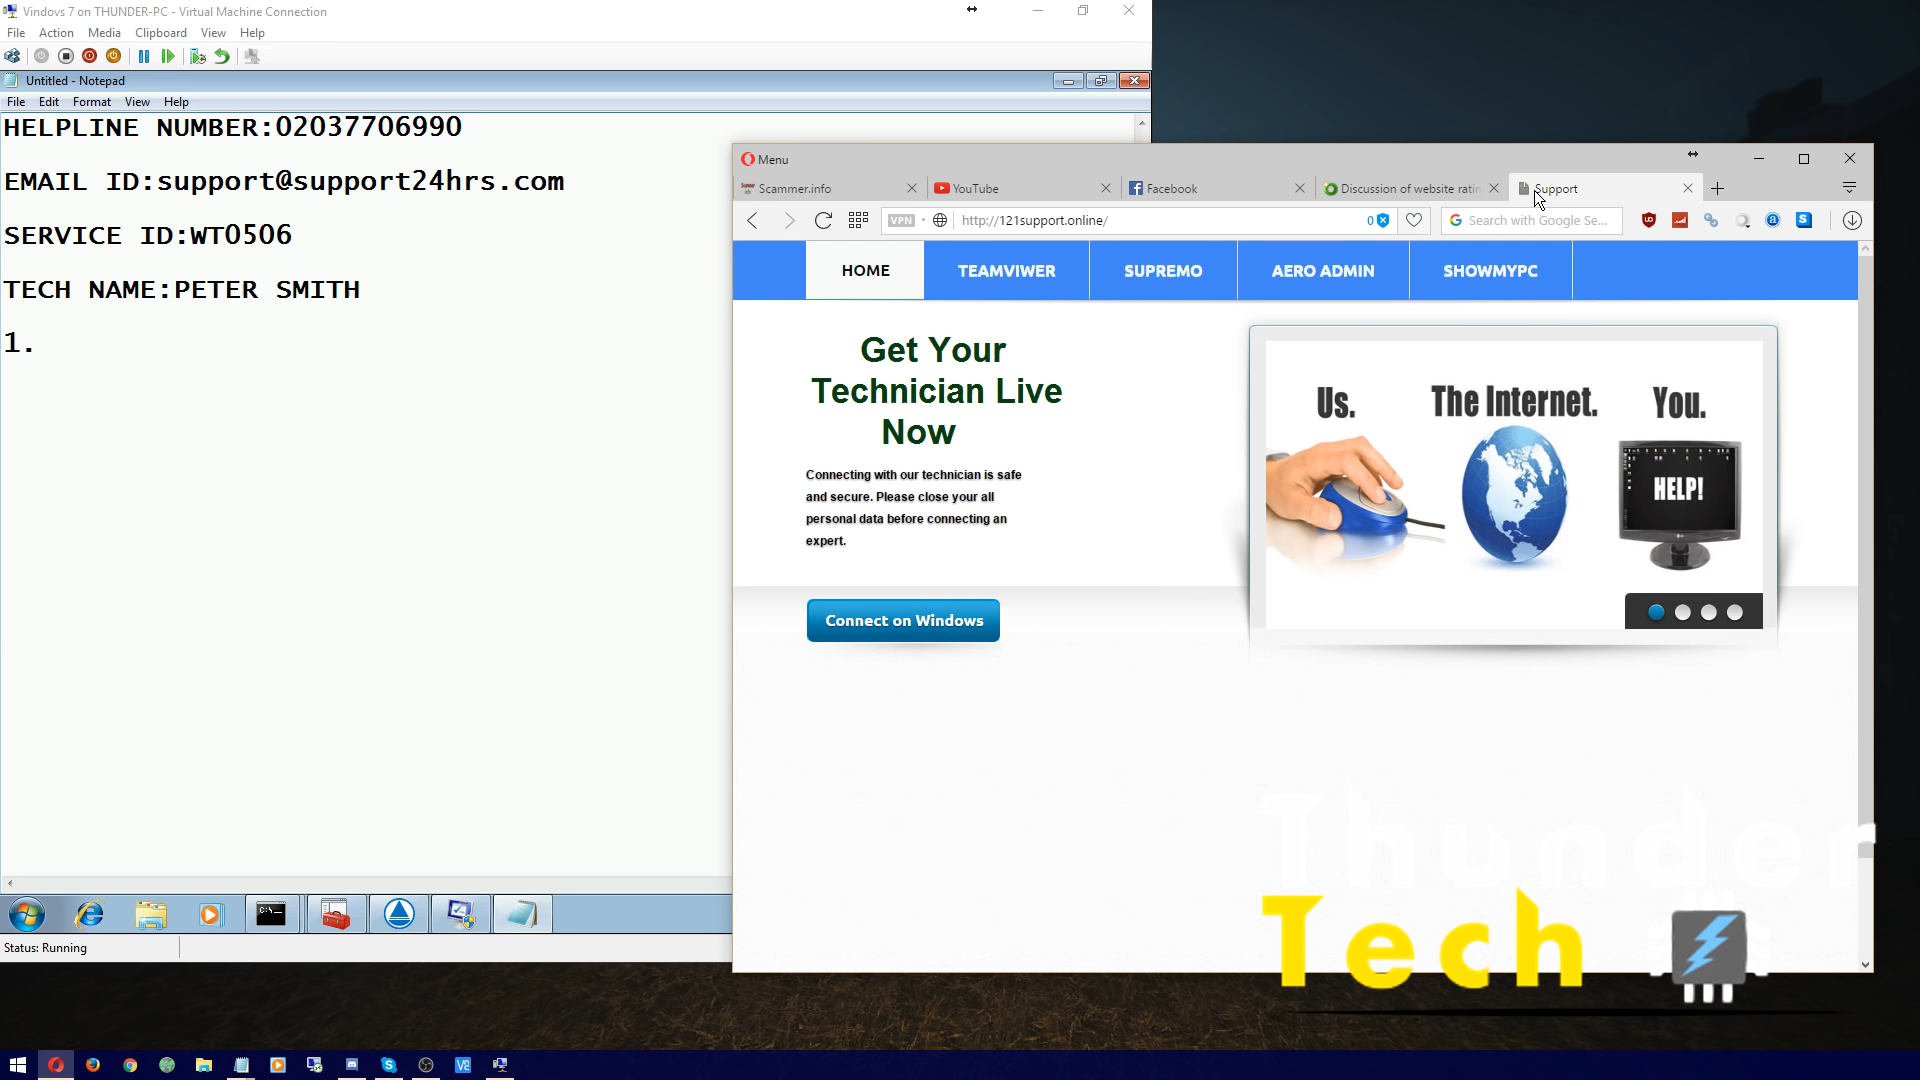 Vindovs 7 on THUNDER-PC - Virtual Machine Connection
File Action Media Clipboard View Help
Untitled - Notepad
File Edit Format View Help
HELPLINE NUMBER:02037706990
EMAIL ID:support@support24hrs.com
SERVICE ID:WT0506
TECH NAME:PETER SMITH
1.
Status: Running
Menu
Scammer.info
YouTube
Facebook
Discussion of website ratin
Support
VPN
http://121support.online/
0
Search with Google Se...
HOME
TEAMVIWER
SUPREMO
AERO ADMIN
SHOWMYPC
Get Your
Technician Live
Now
Connecting with our technician is safe
and secure. Please close your all
personal data before connecting an
expert.
Connect on Windows
Us. The Internet. You.
HELP!
Thunder
Tech